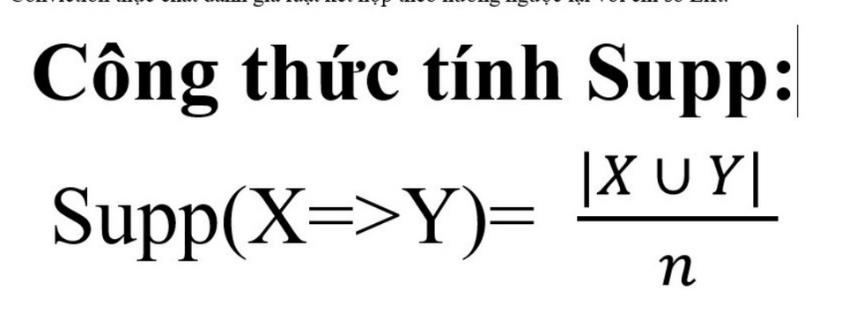 Công thức tính Supp:
Supp(X=>Y)= |X ∪ Y|
n